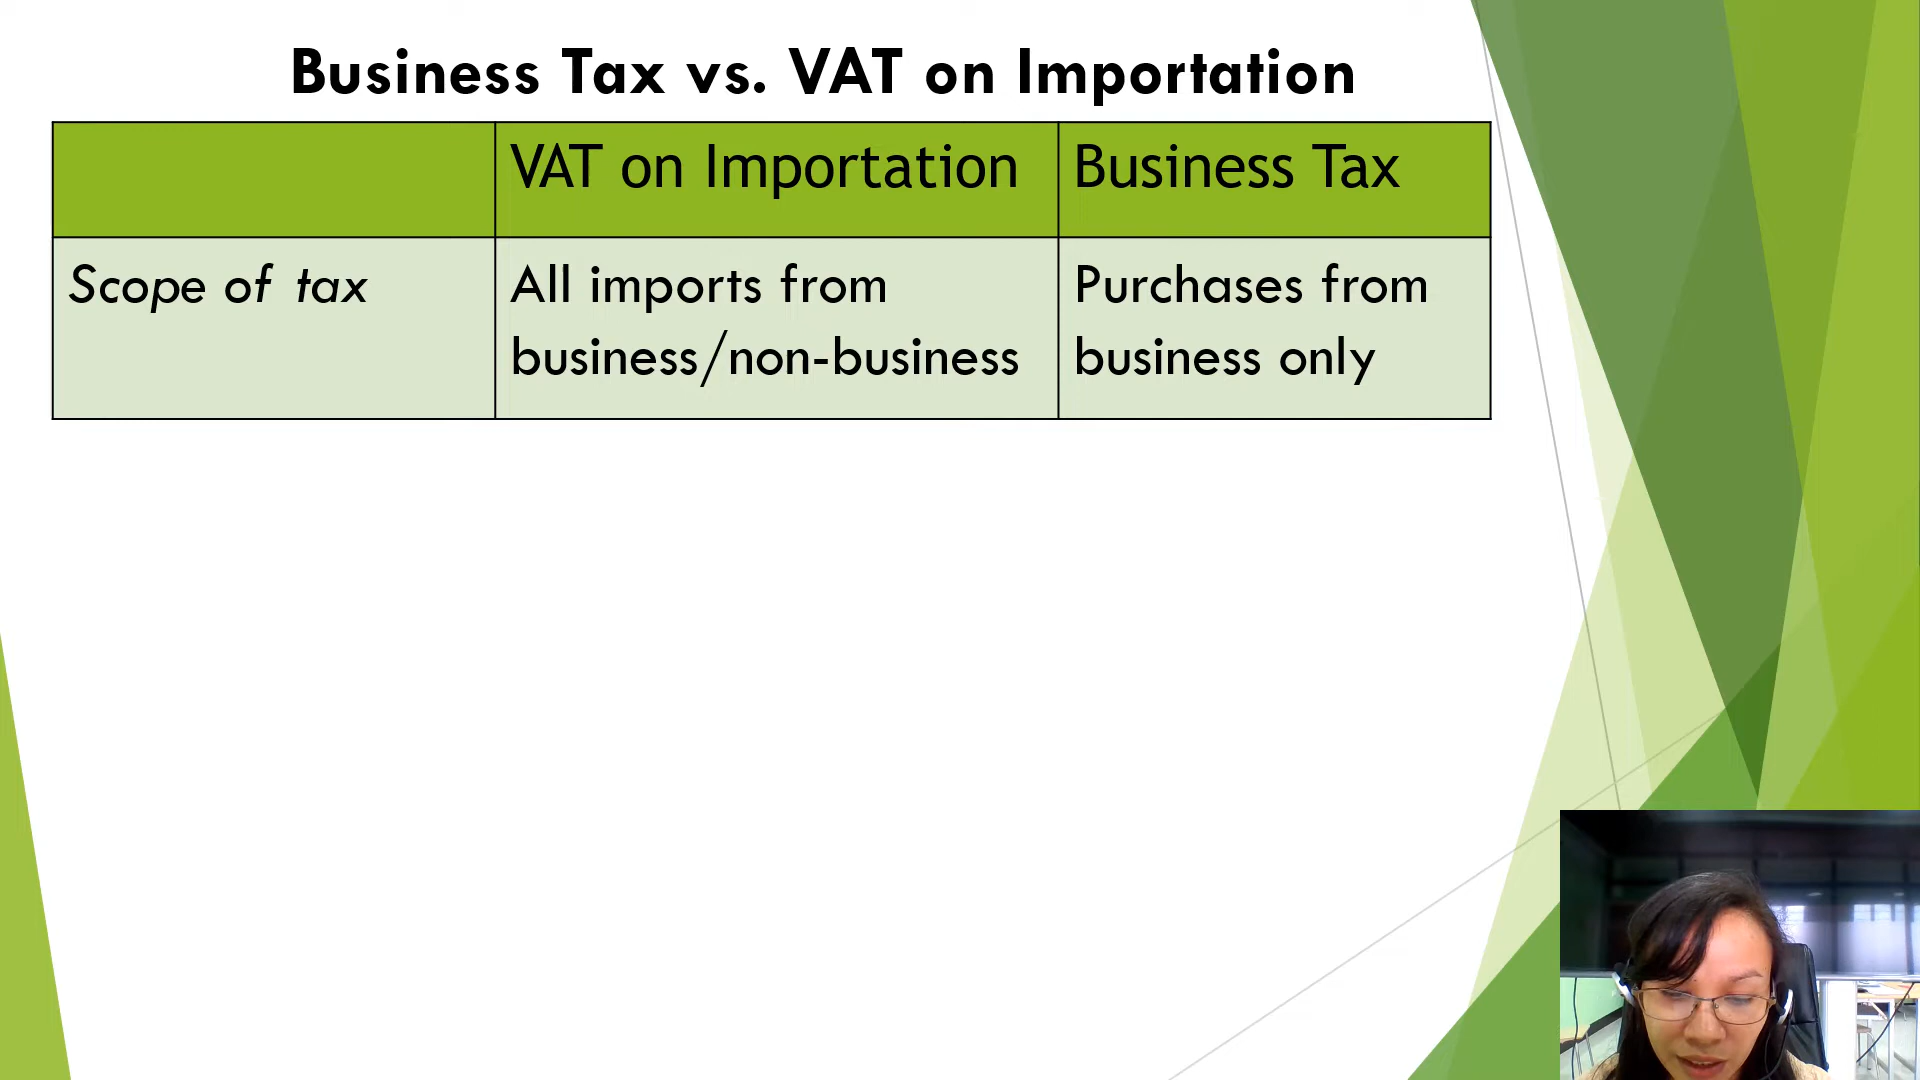 Business Tax vs. VAT on Importation
VAT on Importation
Business Tax
Scope of tax
All imports from
business/non-business
Purchases from
business only